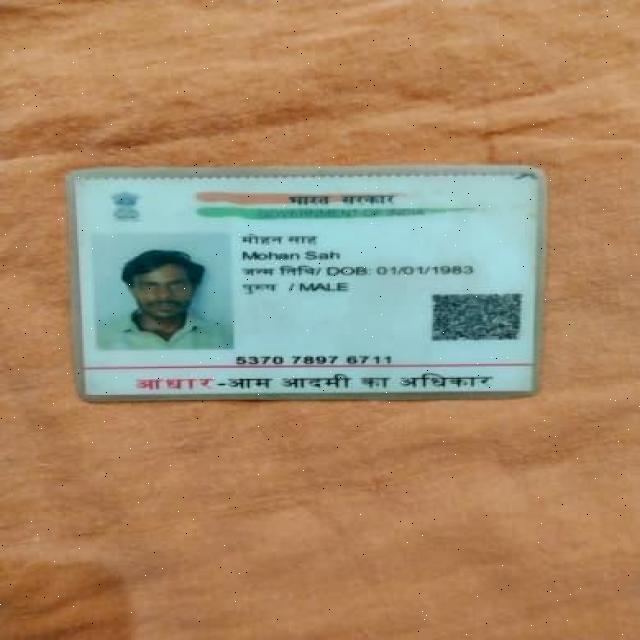 भारत सरकार
GOVERNMENT OF INDIA
मोहन साह
Mohan Sah
जन्म तिथि/ DOB: 01/01/1983
पुरुष / MALE
5370 7897 6711
आधार-आम आदमी का अधिकार